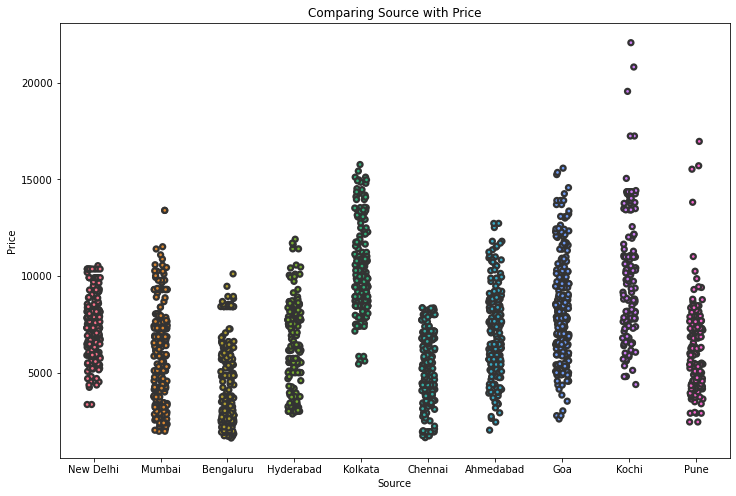 Comparing Source with Price
20000
15000
10000
5000
Price
New Delhi Mumbai Bengaluru Hyderabad Kolkata Chennai Ahmedabad Goa Kochi Pune
Source